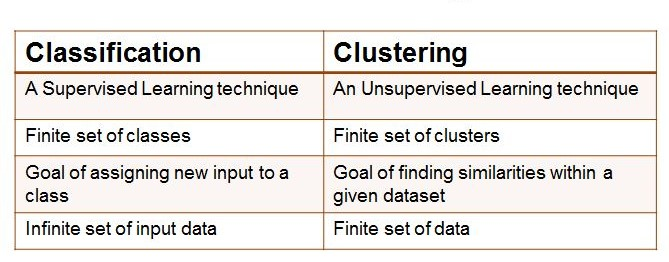 Classification
Clustering
A Supervised Learning technique
An Unsupervised Learning technique
Finite set of classes
Finite set of clusters
Goal of assigning new input to a
class
Goal of finding similarities within a
given dataset
Infinite set of input data
Finite set of data